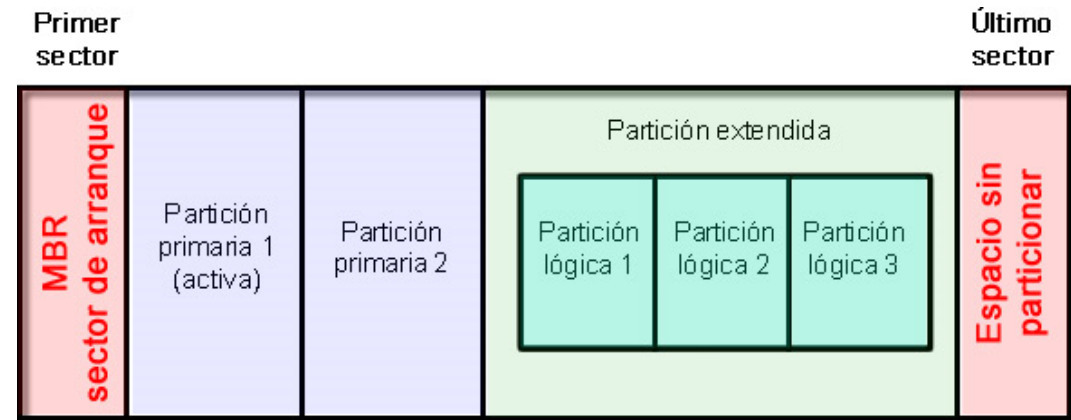 Primer
sector
Último
sector
MBR
sector de arranque
Partición
primaria 1
(activa)
Partición
primaria 2
Partición extendida
Partición
lógica 1
Partición
lógica 2
Partición
lógica 3
Espacio sin
particionar